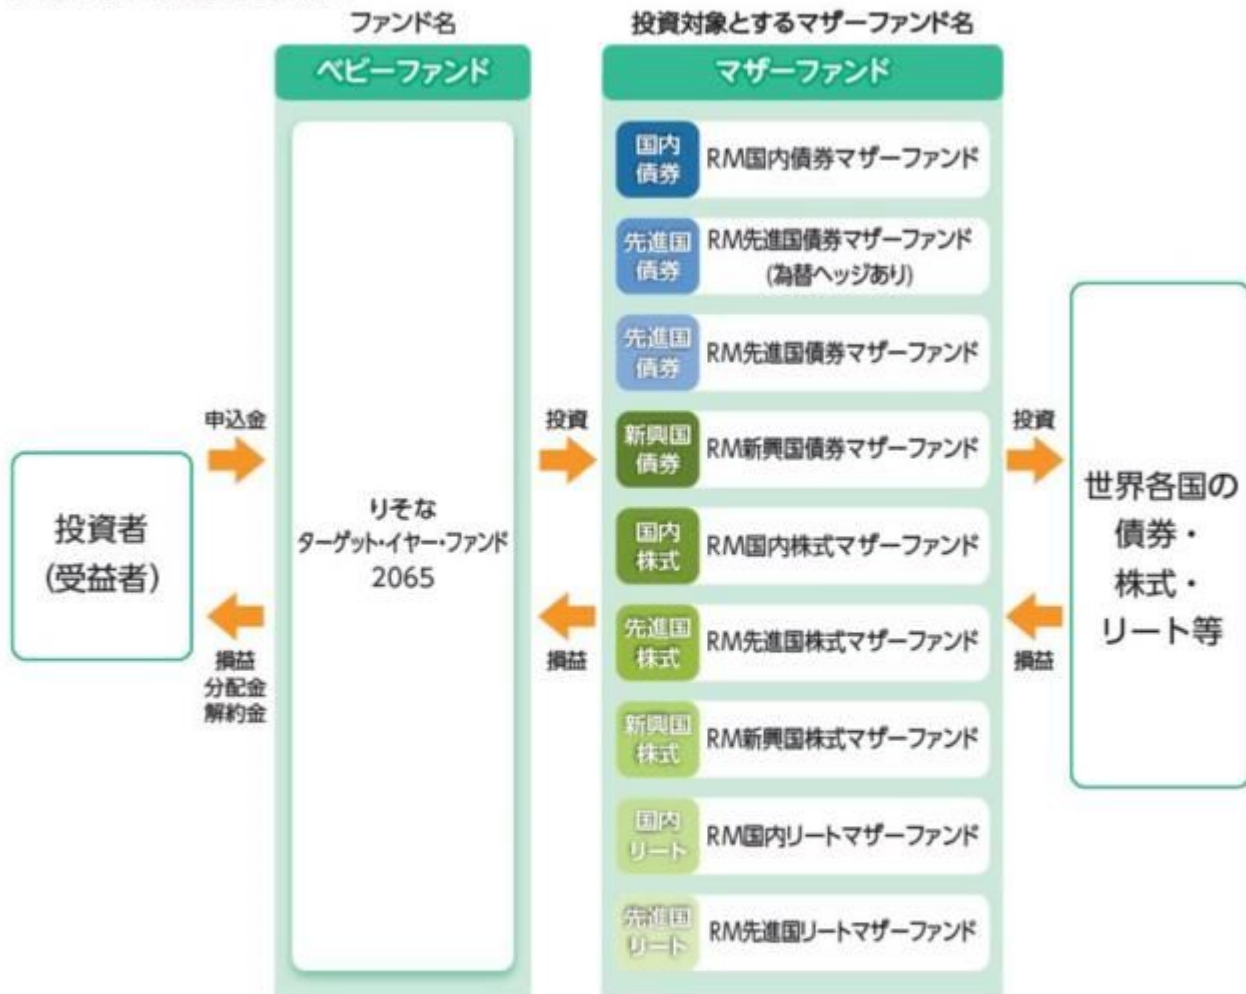 ファンド名
投資対象とするマザーファンド名
ベビーファンド
マザーファンド
国内
債券
RM国内債券マザーファンド
先進国
債券
RM先進国債券マザーファンド
(為替ヘッジあり)
先進国
債券
RM先進国債券マザーファンド
新興国
債券
RM新興国債券マザーファンド
国内
株式
RM国内株式マザーファンド
先進国
株式
RM先進国株式マザーファンド
新興国
株式
RM新興国株式マザーファンド
国内
リート
RM国内リートマザーファンド
先進国
リート
RM先進国リートマザーファンド
投資者
(受益者)
申込金
損益
分配金
解約金
りそな
ターゲット・イヤー・ファンド
2065
投資
損益
投資
損益
世界各国の
債券・
株式・
リート等